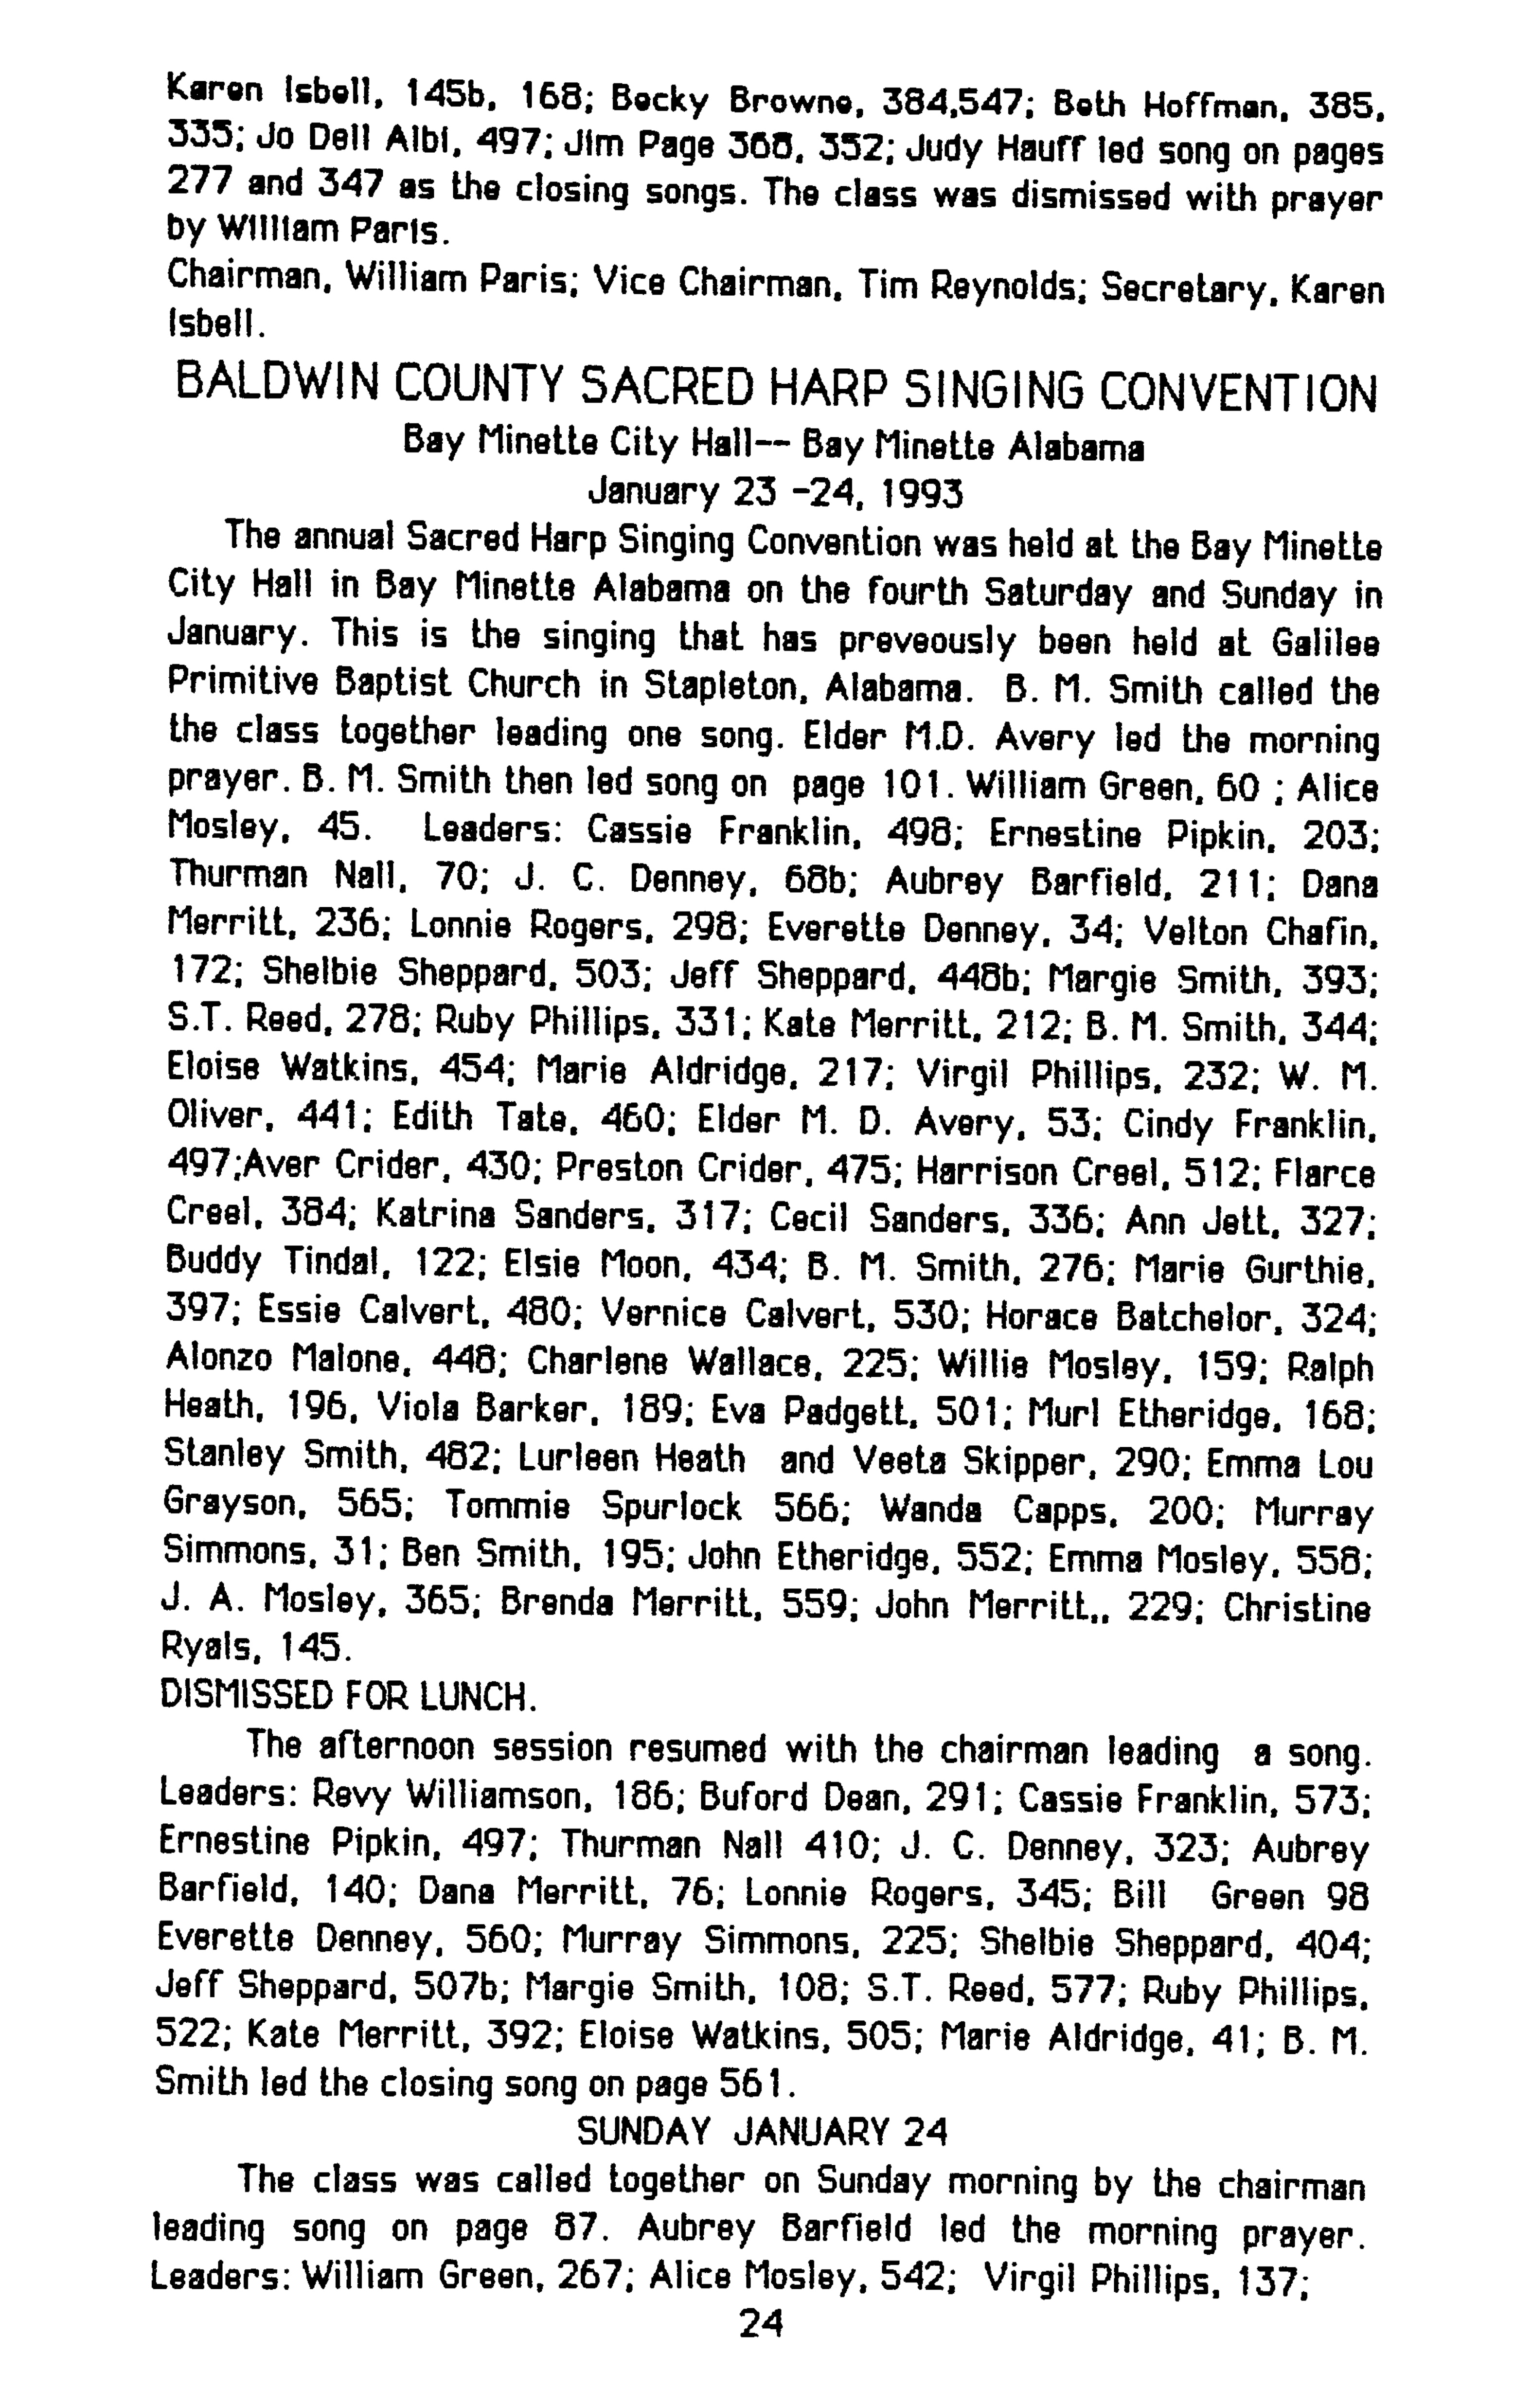 Karen Isbell, 145b, 168; Becky Browne, 384,547; Beth Hoffman, 385,
335; Jo Dell Albi, 497; Jim Page 368, 352; Judy Hauff led song on pages
277 and 347 as the closing songs. The class was dismissed with prayer
by William Paris.
Chairman, William Paris; Vice Chairman, Tim Reynolds; Secretary, Karen
Isbell.
BALDWIN COUNTY SACRED HARP SINGING CONVENTION
Bay Minette City Hall-- Bay Minette Alabama
January 23 -24, 1993
The annual Sacred Harp Singing Convention was held at the Bay Minette
City Hall in Bay Minette Alabama on the fourth Saturday and Sunday in
January. This is the singing that has preveously been held at Galilee
Primitive Baptist Church in Stapleton, Alabama. B. M. Smith called the
the class together leading one song. Elder M.D. Avery led the morning
prayer. B. M. Smith then led song on page 101. William Green, 60 ; Alice
Mosley, 45. Leaders: Cassie Franklin, 498; Ernestine Pipkin, 203;
Thurman Nall, 70; J. C. Denney, 68b; Aubrey Barfield, 211; Dana
Merritt, 236; Lonnie Rogers, 298; Everette Denney, 34; Velton Chafin,
172; Shelbie Sheppard, 503; Jeff Sheppard, 448b; Margie Smith, 393;
S.T. Reed, 278; Ruby Phillips, 331; Kate Merritt, 212; B. M. Smith, 344;
Eloise Watkins, 454; Marie Aldridge, 217; Virgil Phillips, 232; W. M.
Oliver, 441; Edith Tate, 460; Elder M. D. Avery, 53; Cindy Franklin,
497;Aver Crider, 430; Preston Crider, 475; Harrison Creel, 512; Flarce
Creel, 384; Katrina Sanders, 317; Cecil Sanders, 336; Ann Jett, 327;
Buddy Tindal, 122; Elsie Moon, 434; B. M. Smith, 276; Marie Gurthie,
397; Essie Calvert, 480; Vernice Calvert, 530; Horace Batchelor, 324;
Alonzo Malone, 448; Charlene Wallace, 225; Willie Mosley, 159; Ralph
Heath, 196, Viola Barker, 189; Eva Padgett, 501; Murl Etheridge, 168;
Stanley Smith, 482; Lurleen Heath and Veeta Skipper, 290; Emma Lou
Grayson, 565; Tommie Spurlock 566; Wanda Capps, 200; Murray
Simmons, 31; Ben Smith, 195; John Etheridge, 552; Emma Mosley, 558;
J. A. Mosley, 365; Brenda Merritt, 559; John Merritt,, 229; Christine
Ryals, 145.
DISMISSED FOR LUNCH.
The afternoon session resumed with the chairman leading a song.
Leaders: Revy Williamson, 186; Buford Dean, 291; Cassie Franklin, 573;
Ernestine Pipkin, 497; Thurman Nall 410; J. C. Denney, 323; Aubrey
Barfield, 140; Dana Merritt, 76; Lonnie Rogers, 345; Bill Green 98
Everette Denney, 560; Murray Simmons, 225; Shelbie Sheppard, 404;
Jeff Sheppard, 507b; Margie Smith, 108; S.T. Reed, 577; Ruby Phillips,
522; Kate Merritt, 392; Eloise Watkins, 505; Marie Aldridge, 41; B. M.
Smith led the closing song on page 561.
SUNDAY JANUARY 24
The class was called together on Sunday morning by the chairman
leading song on page 87. Aubrey Barfield led the morning prayer.
Leaders: William Green, 267; Alice Mosley, 542; Virgil Phillips, 137;
24